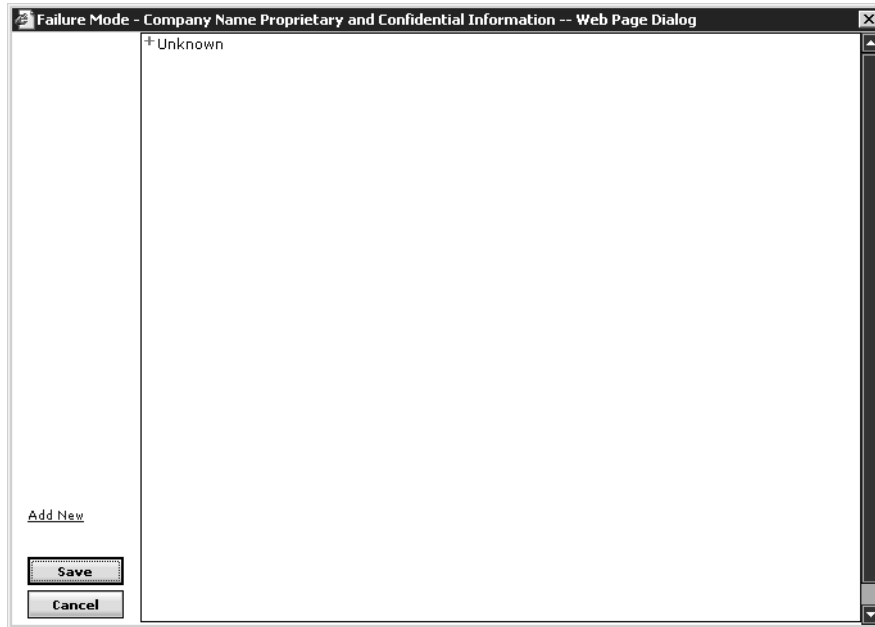 Failure Mode - Company Name Proprietary and Confidential Information -- Web Page Dialog
+Unknown
Add New
Save
Cancel